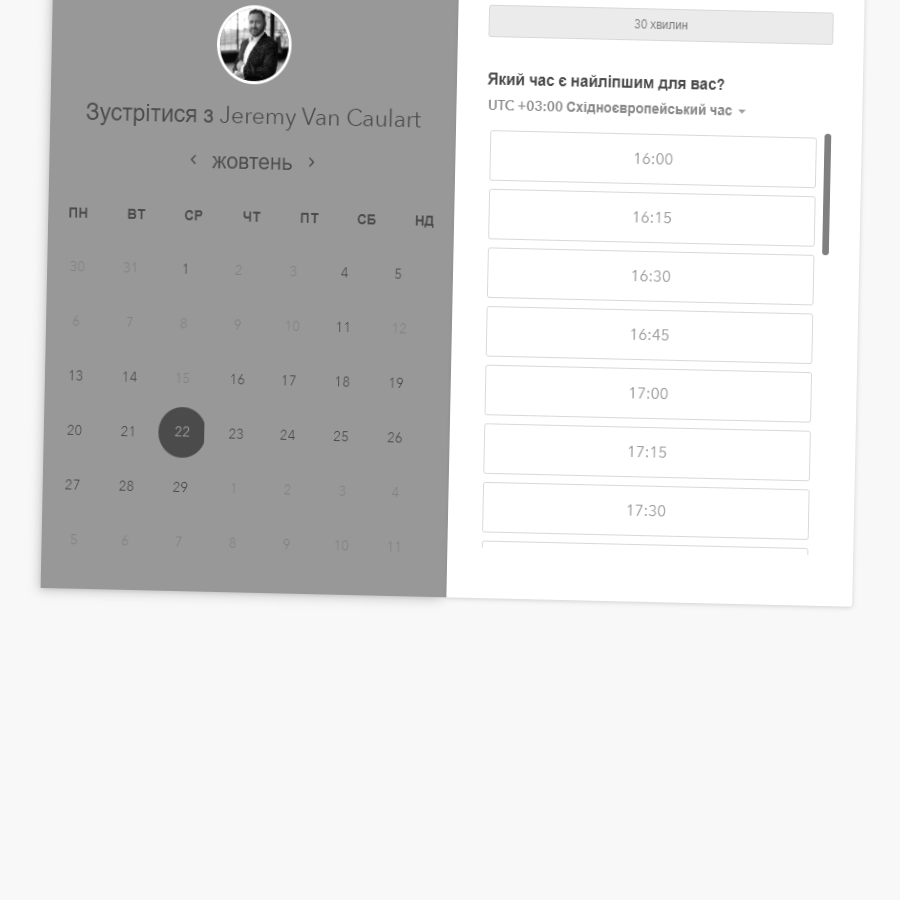 Зустрітися з Jeremy Van Caulart
жовтень
ПН ВТ СР ЧТ ПТ СБ НД
30 31 1 2 3 4 5
6 7 8 9 10 11 12
13 14 15 16 17 18 19
20 21 22 23 24 25 26
27 28 29 1 2 3 4
5 6 7 8 9 10 11
30 хвилин
Який час є найліпшим для вас?
UTC +03:00 Східноєвропейський час
16:00
16:15
16:30
16:45
17:00
17:15
17:30